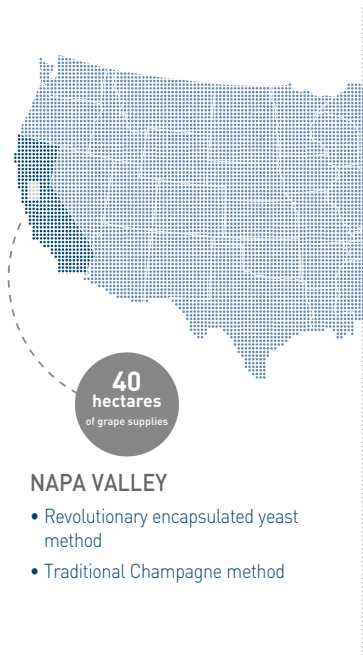 40
hectares
of grape supplies
NAPA VALLEY
• Revolutionary encapsulated yeast
method
• Traditional Champagne method